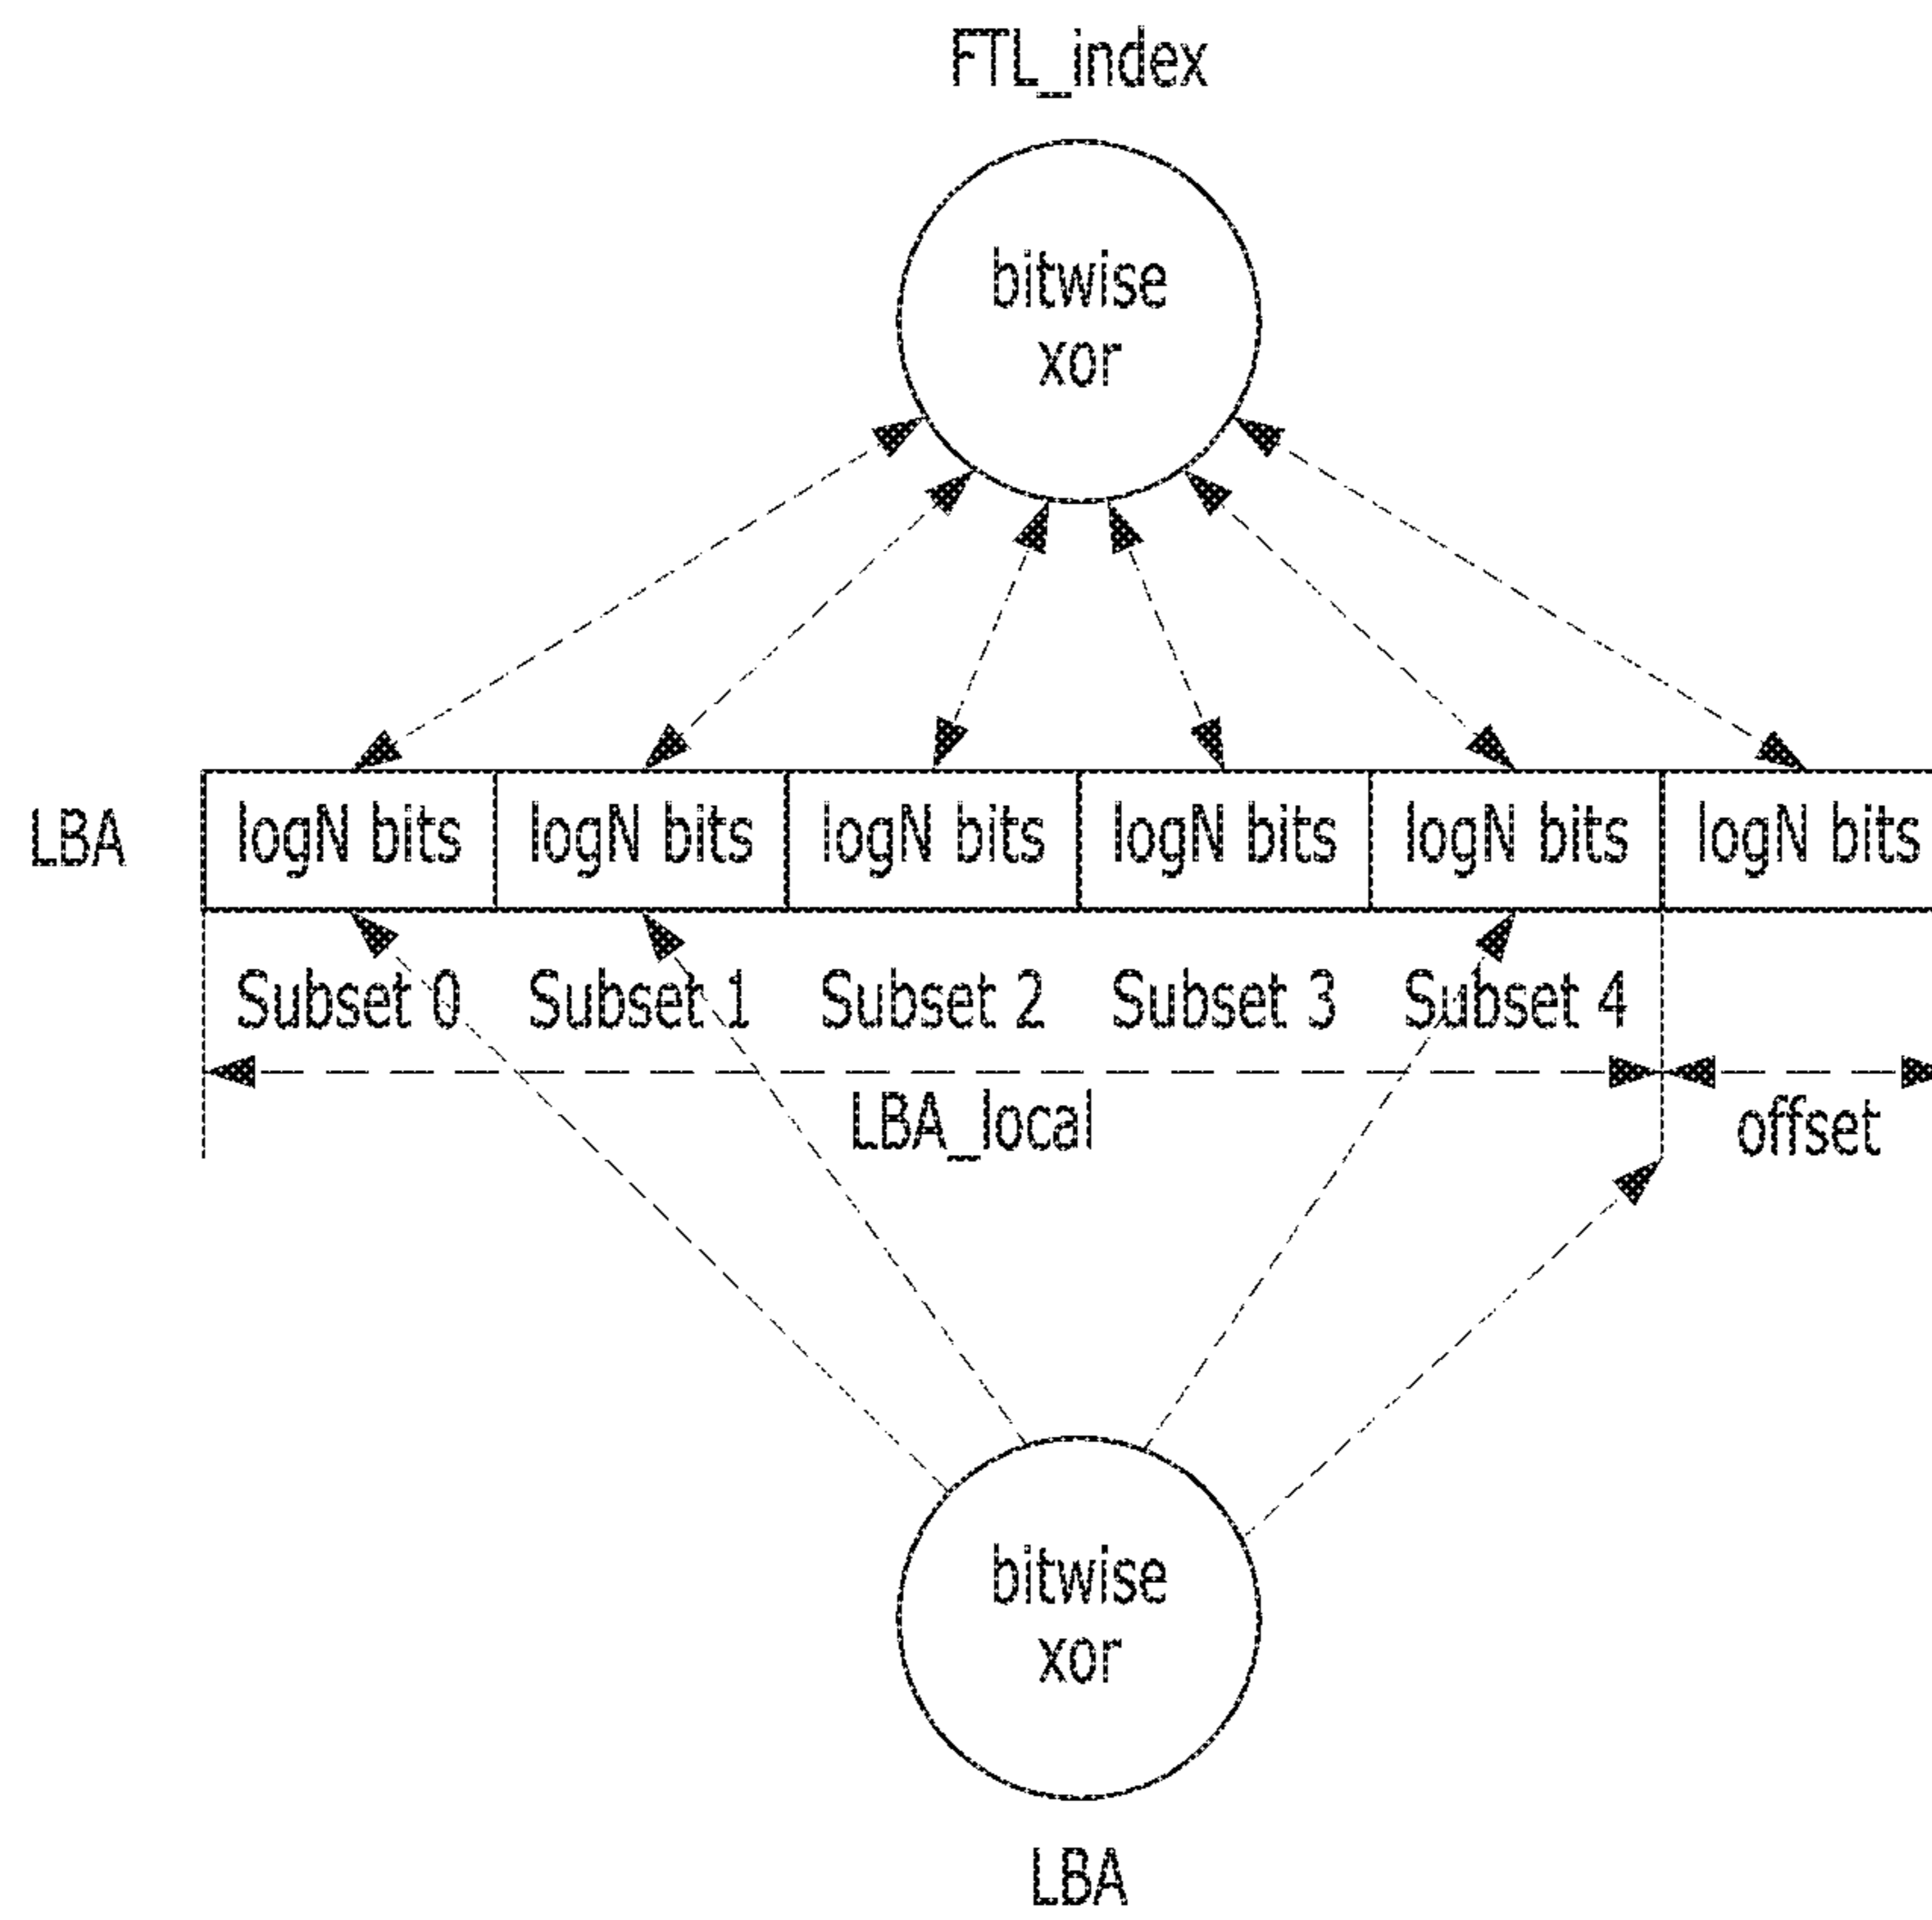 FTL_index
bitwise
xor
LBA logN bits logN bits logN bits logN bits logN bits logN bits
Subset 0 Subset 1 Subset 2 Subset 3 Subset 4
LBA_local offset
bitwise
xor
LBA